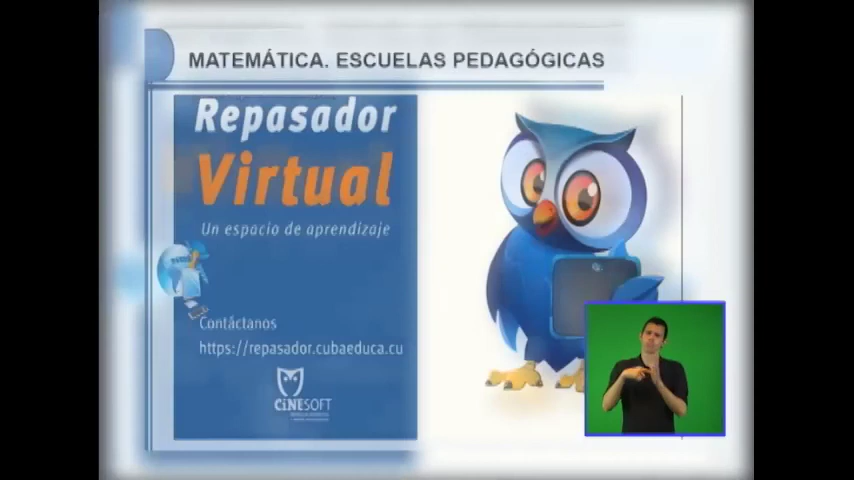 MATEMÁTICA. ESCUELAS PEDAGÓGICAS
Repasador
Virtual
Un espacio de aprendizaje
Contáctanos
https://repasador.cubaeduca.cu
CiNESOFT